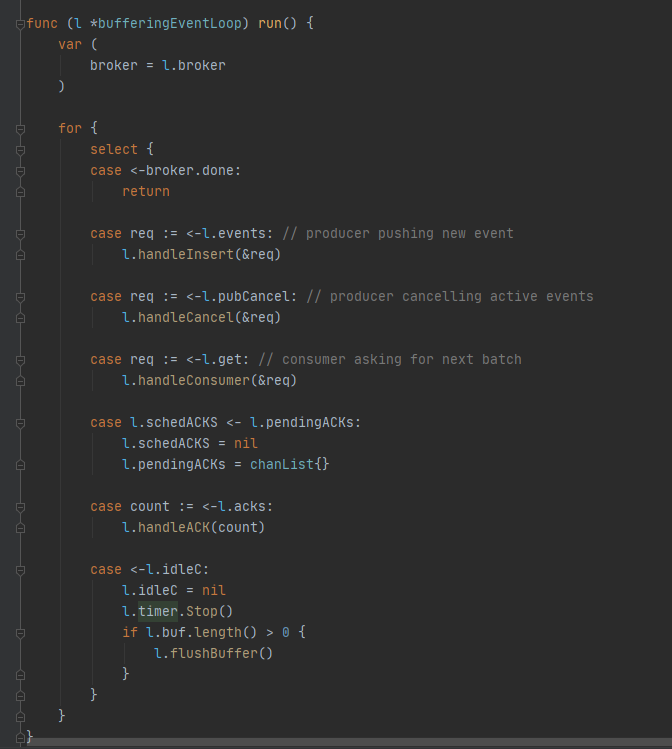 func (l *bufferingEventLoop) run() {
    var (
        broker = l.broker
    )

    for {
        select {
        case <-broker.done:
            return

        case req := <-l.events: // producer pushing new event
            l.handleInsert(&req)

        case req := <-l.pubCancel: // producer cancelling active events
            l.handleCancel(&req)

        case req := <-l.get: // consumer asking for next batch
            l.handleConsumer(&req)

        case l.schedACKS <- l.pendingACKs:
            l.schedACKS = nil
            l.pendingACKs = chanList{}

        case count := <-l.acks:
            l.handleACK(count)

        case <-l.idleC:
            l.idleC = nil
            l.timer.Stop()
            if l.buf.length() > 0 {
                l.flushBuffer()
            }
        }
    }
}